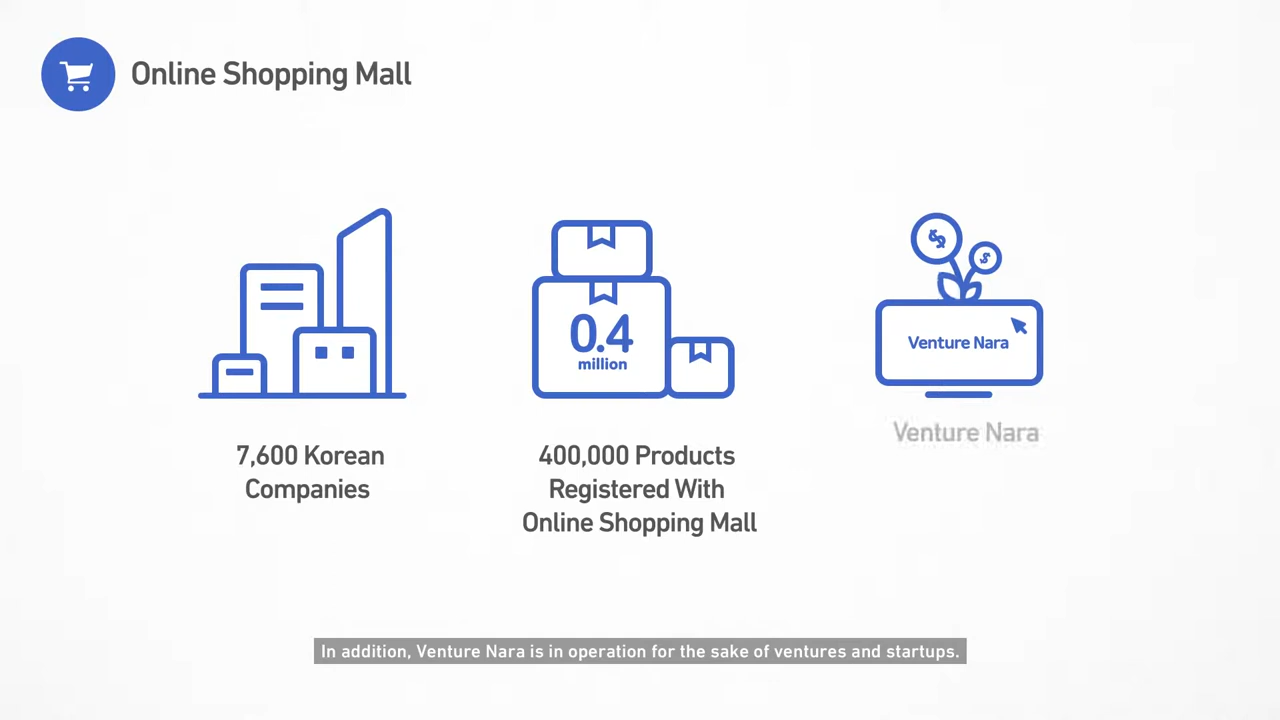 Online Shopping Mall
0.4
million
Venture Nara
Venture Nara
7,600 Korean
Companies
400,000 Products
Registered With
Online Shopping Mall
In addition, Venture Nara is in operation for the sake of ventures and startups.